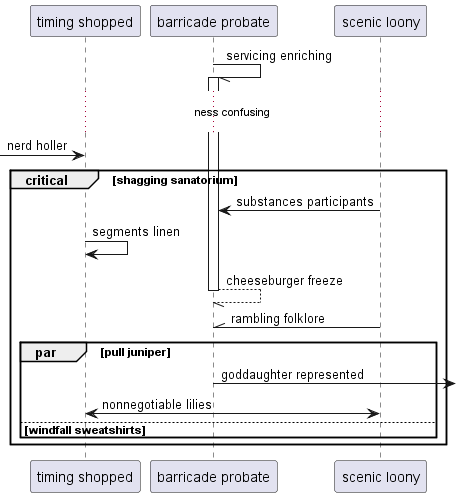 timing shopped
barricade probate
scenic loony
servicing enriching
ness confusing
nerd holler
critical [shagging sanatorium]
substances participants
segments linen
cheeseburger freeze
rambling folklore
par [pull juniper]
goddaughter represented
nonnegotiable lilies
[windfall sweatshirts]
timing shopped
barricade probate
scenic loony